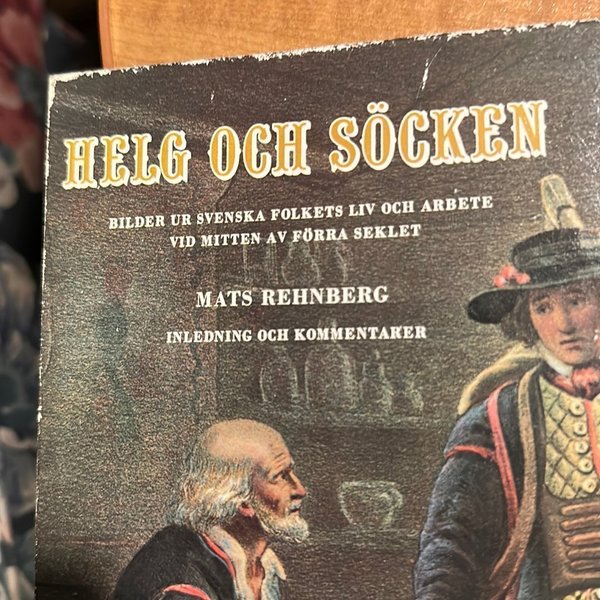 HELG OCH SÖCKEN
BILDER UR SVENSKA FOLKETS LIV OCH ARBETE
VID MITTEN AV FÖRRA SEKLET
MATS REHNBERG
INLEDNING OCH KOMMENTARER